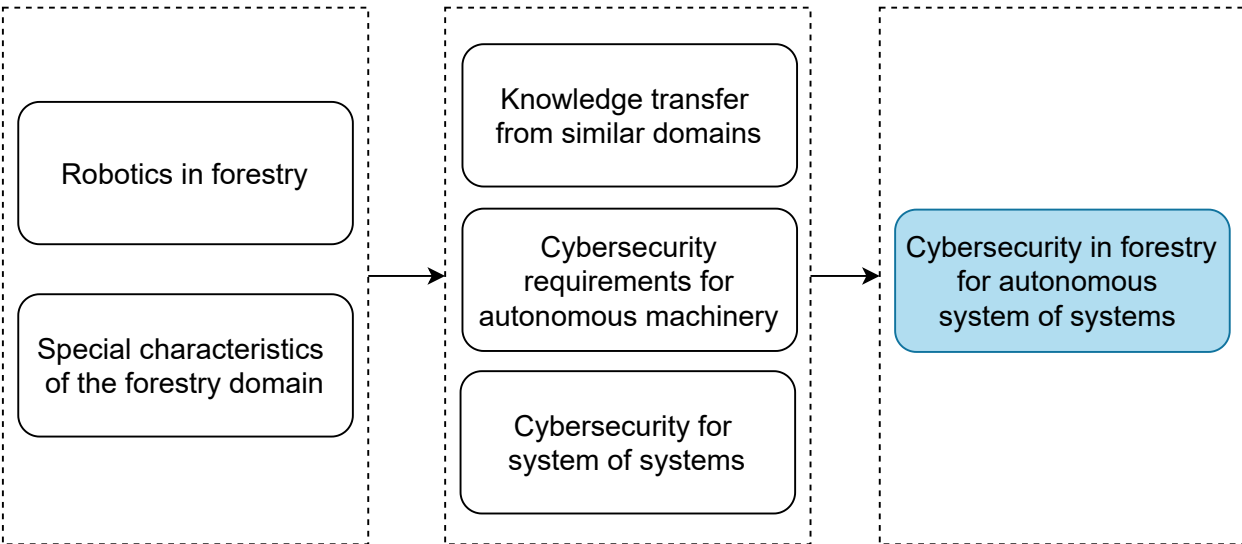 Robotics in forestry
Special characteristics
of the forestry domain
Knowledge transfer
from similar domains
Cybersecurity
requirements for
autonomous machinery
Cybersecurity for
system of systems
Cybersecurity in forestry
for autonomous
system of systems